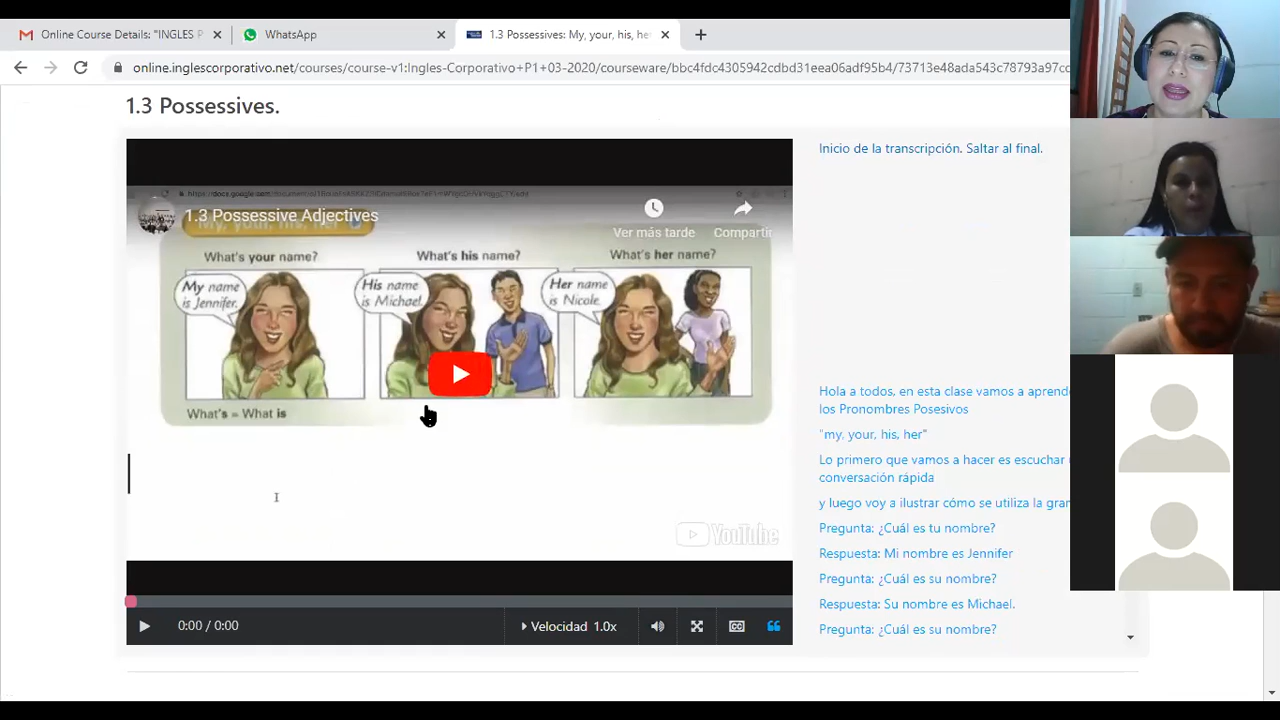 Online Course Details: "INGLES P
WhatsApp
1.3 Possessives: My, your, his, he
online.inglescorporativo.net/courses/course-v1:Ingles-Corporativo+P1+03-2020/courseware/bbc4fdc4305942cdbd31eea06adf95b4/73713e48ada543c78793a97cc
1.3 Possessives.
1.3 Possessive Adjectives
Ver más tarde
Compartir
My, your, his, her
What's your name?
What's his name?
What's her name?
My name
is Jennifer.
His name
is Michael.
Her name
is Nicole.
What's = What is
YouTube
0:00 / 0:00
Velocidad 1.0x
Inicio de la transcripción. Saltar al final.
Hola a todos, en esta clase vamos a aprende
los Pronombres Posesivos
"my, your, his, her"
Lo primero que vamos a hacer es escuchar
conversación rápida
y luego voy a ilustrar cómo se utiliza la gra
Pregunta: ¿Cuál es tu nombre?
Respuesta: Mi nombre es Jennifer
Pregunta: ¿Cuál es su nombre?
Respuesta: Su nombre es Michael.
Pregunta: ¿Cuál es su nombre?